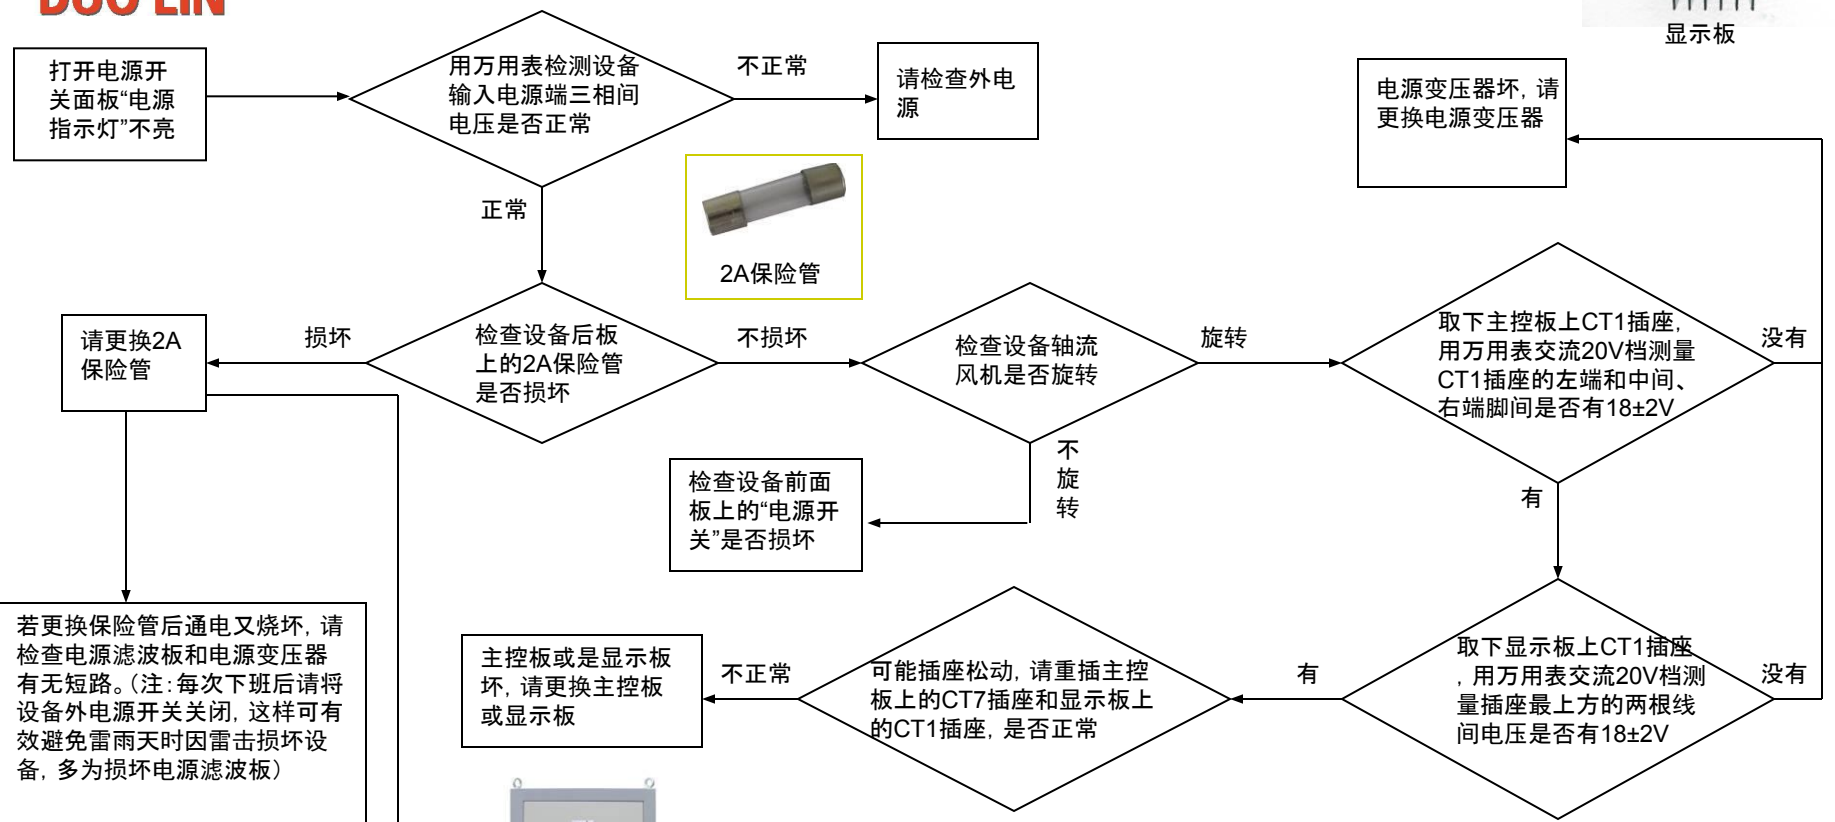 DUO LIN
显示板
打开电源开
关面板“电源
指示灯”不亮
用万用表检测设备
输入电源端三相间
电压是否正常
不正常
请检查外电
源
电源变压器坏，请
更换电源变压器
正常
2A保险管
请更换2A
保险管
损坏
检查设备后板
上的2A保险管
是否损坏
不损坏
检查设备轴流
风机是否旋转
旋转
取下主控板上CT1插座，
用万用表交流20V档测量
CT1插座的左端和中间、
右端脚间是否有18±2V
没有
不
旋
转
检查设备前面
板上的“电源开
关”是否损坏
有
若更换保险管后通电又烧坏，请
检查电源滤波板和电源变压器
有无短路。（注：每次下班后请将
设备外电源开关关闭，这样可有
效避免雷雨天时因雷击损坏设
备，多为损坏电源滤波板）
主控板或是显示板
坏，请更换主控板
或显示板
不正常
可能插座松动，请重插主控
板上的CT7插座和显示板上
的CT1插座，是否正常
有
取下显示板上CT1插座
，用万用表交流20V档测
量插座最上方的两根线
间电压是否有18±2V
没有